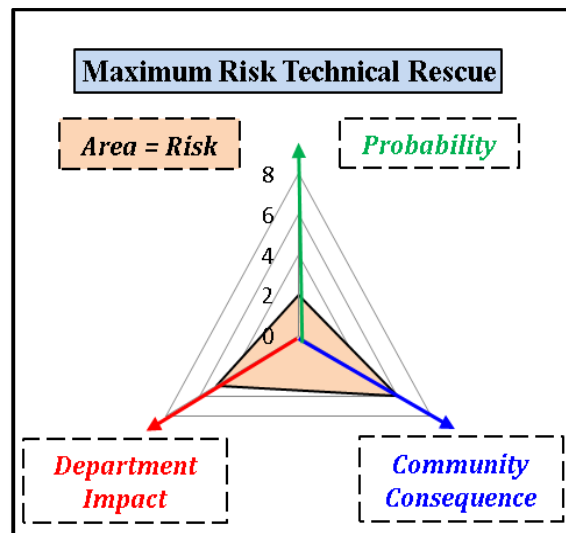 Maximum Risk Technical Rescue
Area = Risk
Probability
8
6
4
2
0
Department
Impact
Community
Consequence